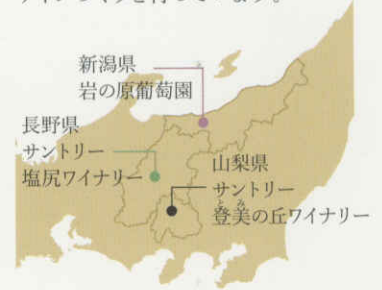 新潟県
岩の原葡萄園
長野県
サントリー
塩尻ワイナリー
山梨県
サントリー
登美の丘ワイナリー
とみ